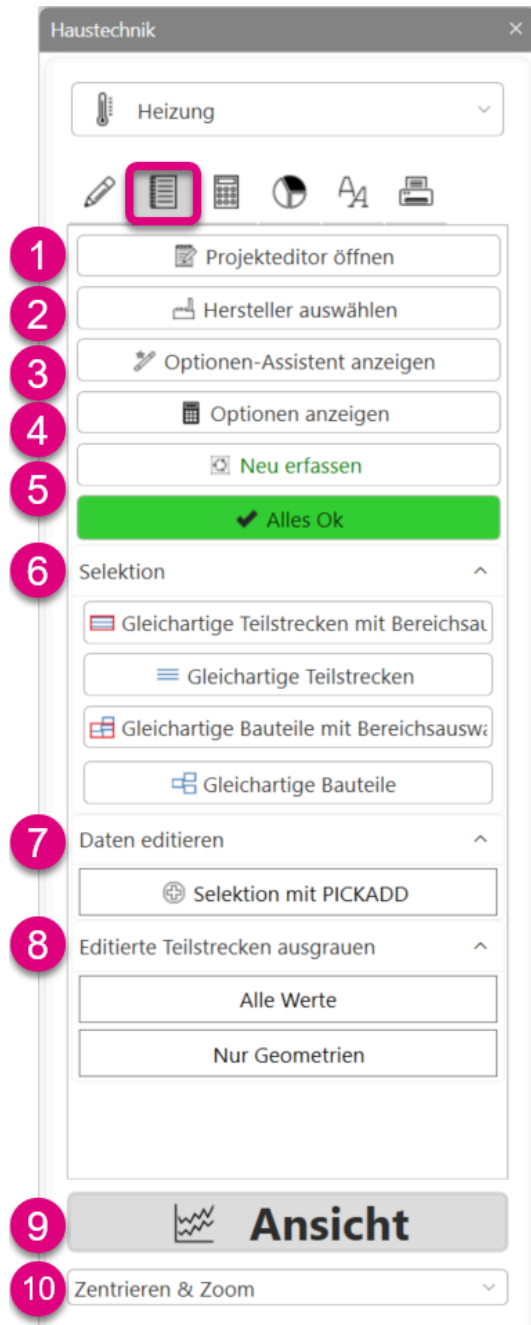 Haustechnik
Heizung
1 Projekteditor öffnen
2 Hersteller auswählen
3 Optionen-Assistent anzeigen
4 Optionen anzeigen
5 Neu erfassen
Alles Ok
6 Selektion
Gleichartige Teilstrecken mit Bereichsau
Gleichartige Teilstrecken
Gleichartige Bauteile mit Bereichsauswa
Gleichartige Bauteile
7 Daten editieren
Selektion mit PICKADD
8 Editierte Teilstrecken ausgrauen
Alle Werte
Nur Geometrien
9 Ansicht
10 Zentrieren & Zoom